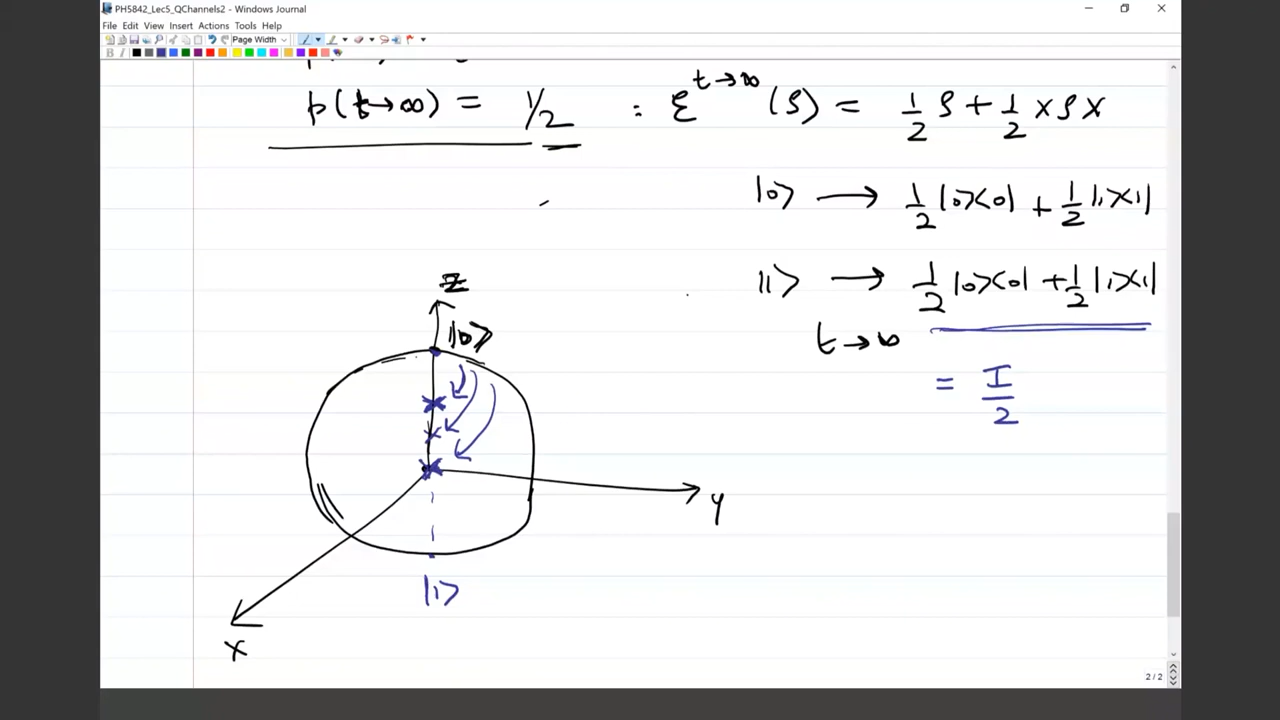 PH5842_Lec5_QChannels2 - Windows Journal
File Edit View Insert Actions Tools Help
Page Width
B I
p(t→∞) = 1/2 : ℰ^{t→∞} (ρ) = 1/2 ρ + 1/2 XρX
|0⟩ → 1/2 |0⟩⟨0| + 1/2 |1⟩⟨1|
|1⟩ → 1/2 |0⟩⟨0| + 1/2 |1⟩⟨1|
t→∞
= I/2
Z
|0⟩
y
|1⟩
X
2 / 2